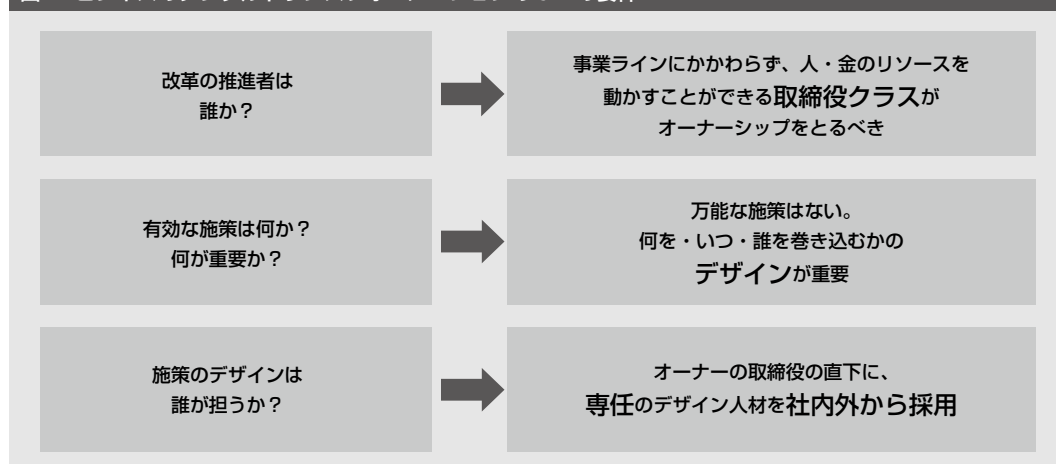 改革の推進者は
誰か？
事業ラインにかかわらず、人・金のリソースを
動かすことができる取締役クラスが
オーナーシップをとるべき
有効な施策は何か？
何が重要か？
万能な施策はない。
何を・いつ・誰を巻き込むかの
デザインが重要
施策のデザインは
誰が担うか？
オーナーの取締役の直下に、
専任のデザイン人材を社内外から採用